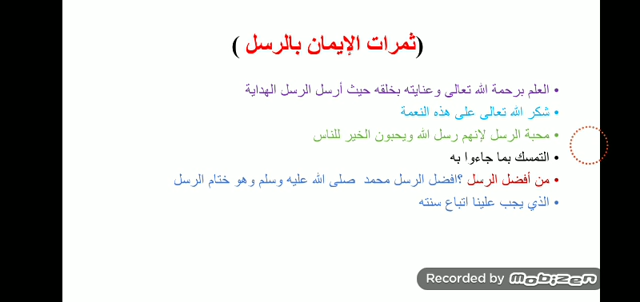 (ثمرات الإيمان بالرسل )
• العلم برحمة الله تعالى وعنايته بخلقه حيث أرسل الرسل الهداية
• شكر الله تعالى على هذه النعمة
• محبة الرسل لإنهم رسل الله ويحبون الخير للناس
• التمسك بما جاءوا به
• من أفضل الرسل ؟افضل الرسل محمد صلى الله عليه وسلم وهو ختام الرسل
• الذي يجب علينا اتباع سنته
Recorded by mobizen